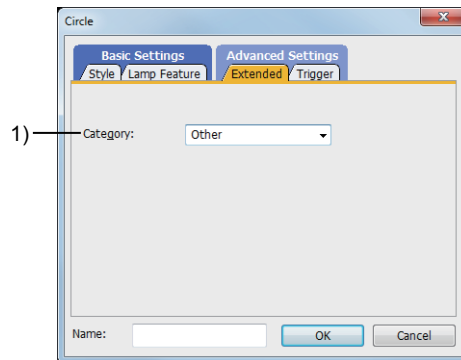 Circle
Basic Settings Advanced Settings
Style Lamp Feature Extended Trigger
1) Category: Other
Name: OK Cancel